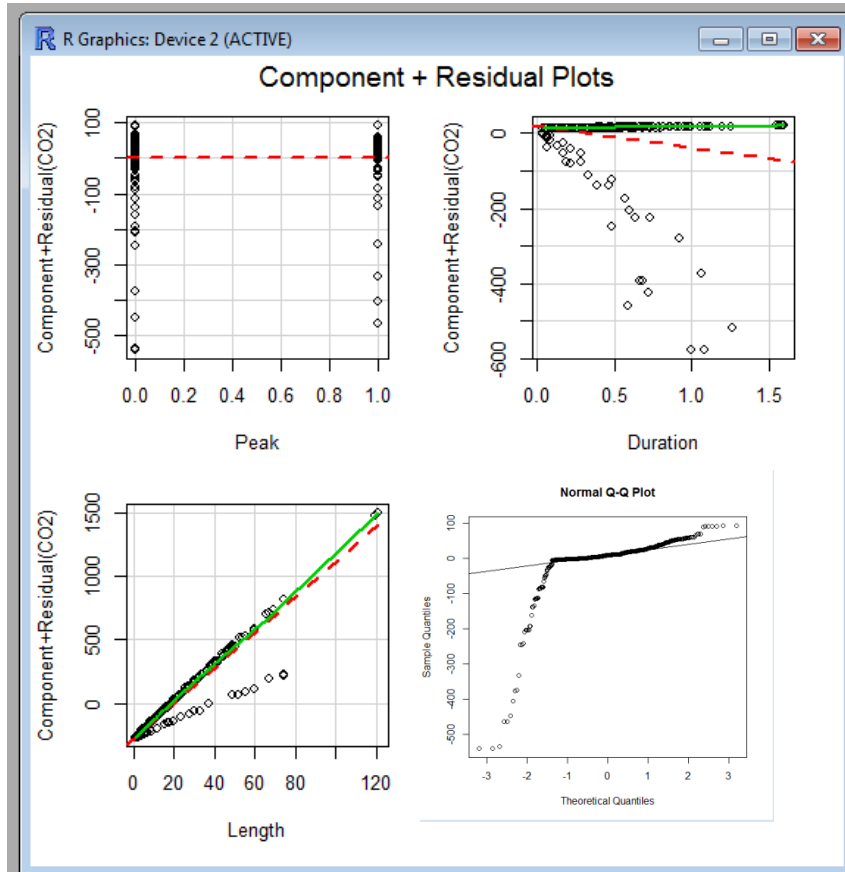 R Graphics: Device 2 (ACTIVE)
Component + Residual Plots
Component+Residual(CO2)
100
-100
-300
-500
0.0 0.2 0.4 0.6 0.8 1.0
Peak
Component+Residual(CO2)
0
-200
-400
-600
0.0 0.5 1.0 1.5
Duration
Component+Residual(CO2)
1500
1000
500
0
0 20 40 60 80 120
Length
Normal Q-Q Plot
Sample Quantiles
100
0
-100
-200
-300
-400
-500
-3 -2 -1 0 1 2 3
Theoretical Quantiles